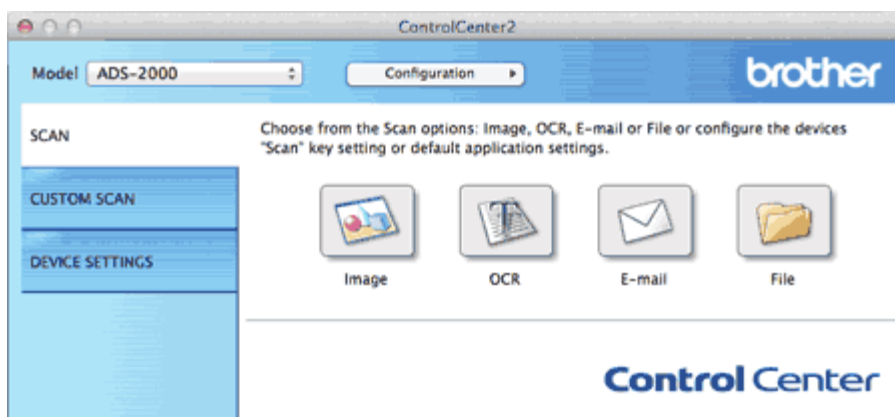 ControlCenter2
Model ADS-2000 Configuration
brother
SCAN
CUSTOM SCAN
DEVICE SETTINGS
Choose from the Scan options: Image, OCR, E-mail or File or configure the devices
"Scan" key setting or default application settings.
Image OCR E-mail File
Control Center